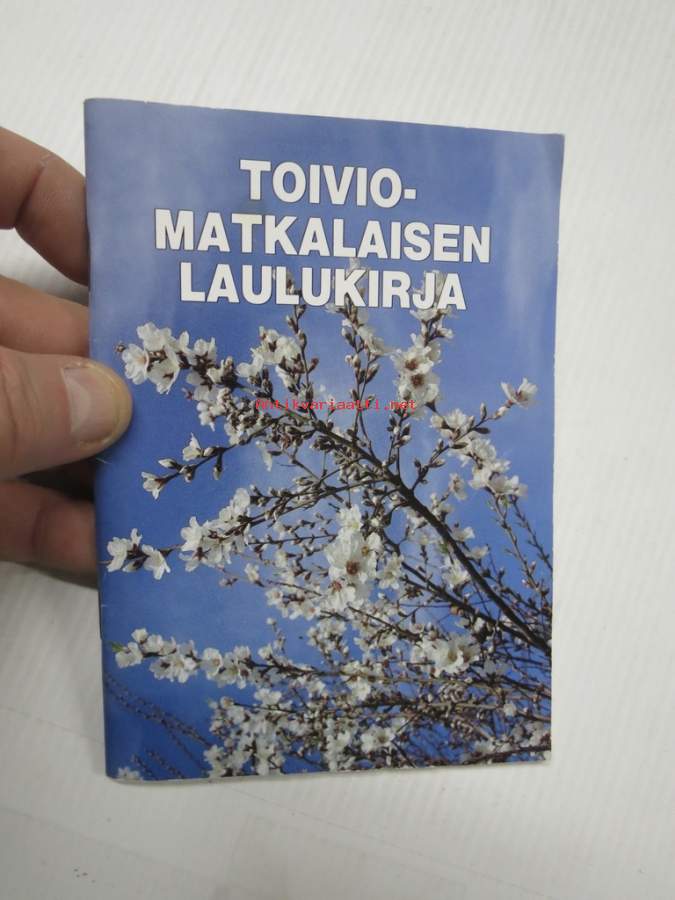 TOIVIO-
MATKALAISEN
LAULUKIRJA
Antikvariaatti.net